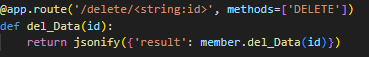 @app.route('/delete/<string:id>', methods=['DELETE'])
def del_Data(id):
    return jsonify({'result': member.del_Data(id)})